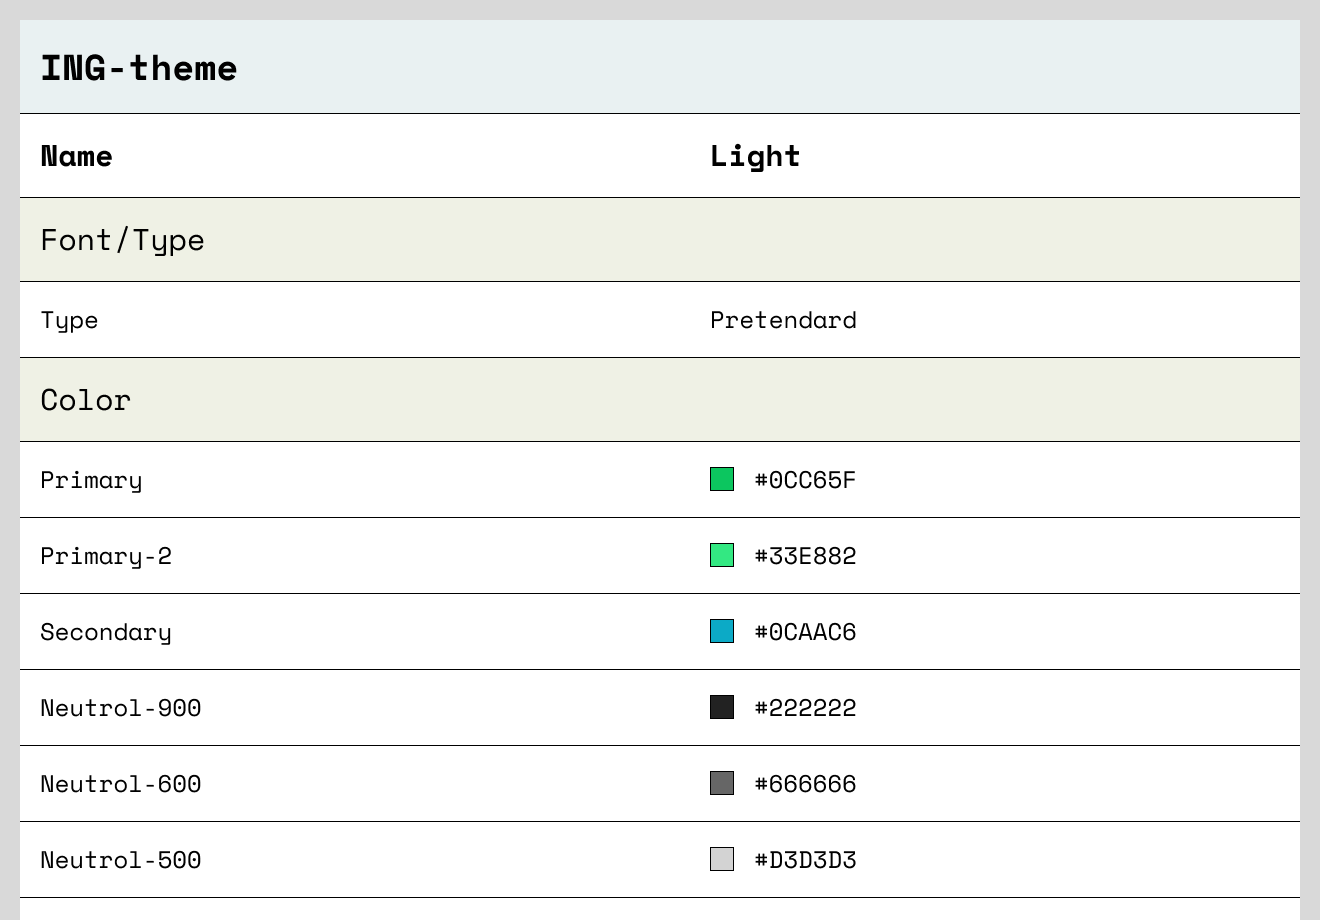 ING-theme
Name Light
Font/Type
Type Pretendard
Color
Primary #0CC65F
Primary-2 #33E882
Secondary #0CAAC6
Neutrol-900 #222222
Neutrol-600 #666666
Neutrol-500 #D3D3D3